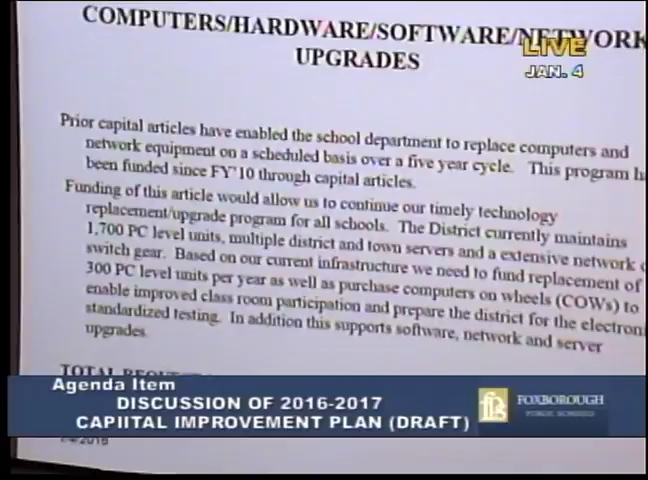 COMPUTERS/HARDWARE/SOFTWARE/NETWORK
UPGRADES
LIVE
JAN. 4
Prior capital articles have enabled the school department to replace computers and
network equipment on a scheduled basis over a five year cycle. This program
been funded since FY'10 through capital articles.
Funding of this article would allow us to continue our timely technology
replacement/upgrade program for all schools. The District currently maintains
1,700 PC level units, multiple district and town servers and a extensive network
switch gear. Based on our current infrastructure we need to fund replacement of
300 PC level units per year as well as purchase computers on wheels (COWs) to
enable improved class room participation and prepare the district for the electron
standardized testing. In addition this supports software, network and server
upgrades.
TOTAL
Agenda Item
DISCUSSION OF 2016-2017
CAPIITAL IMPROVEMENT PLAN (DRAFT)
FOXBOROUGH
PUBLIC SCHOOLS